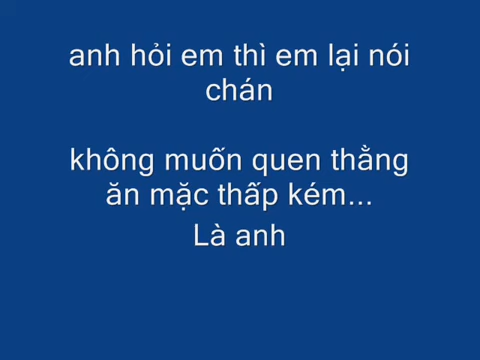 anh hỏi em thì em lại nói
chán
không muốn quen thằng
ăn mặc thấp kém...
Là anh